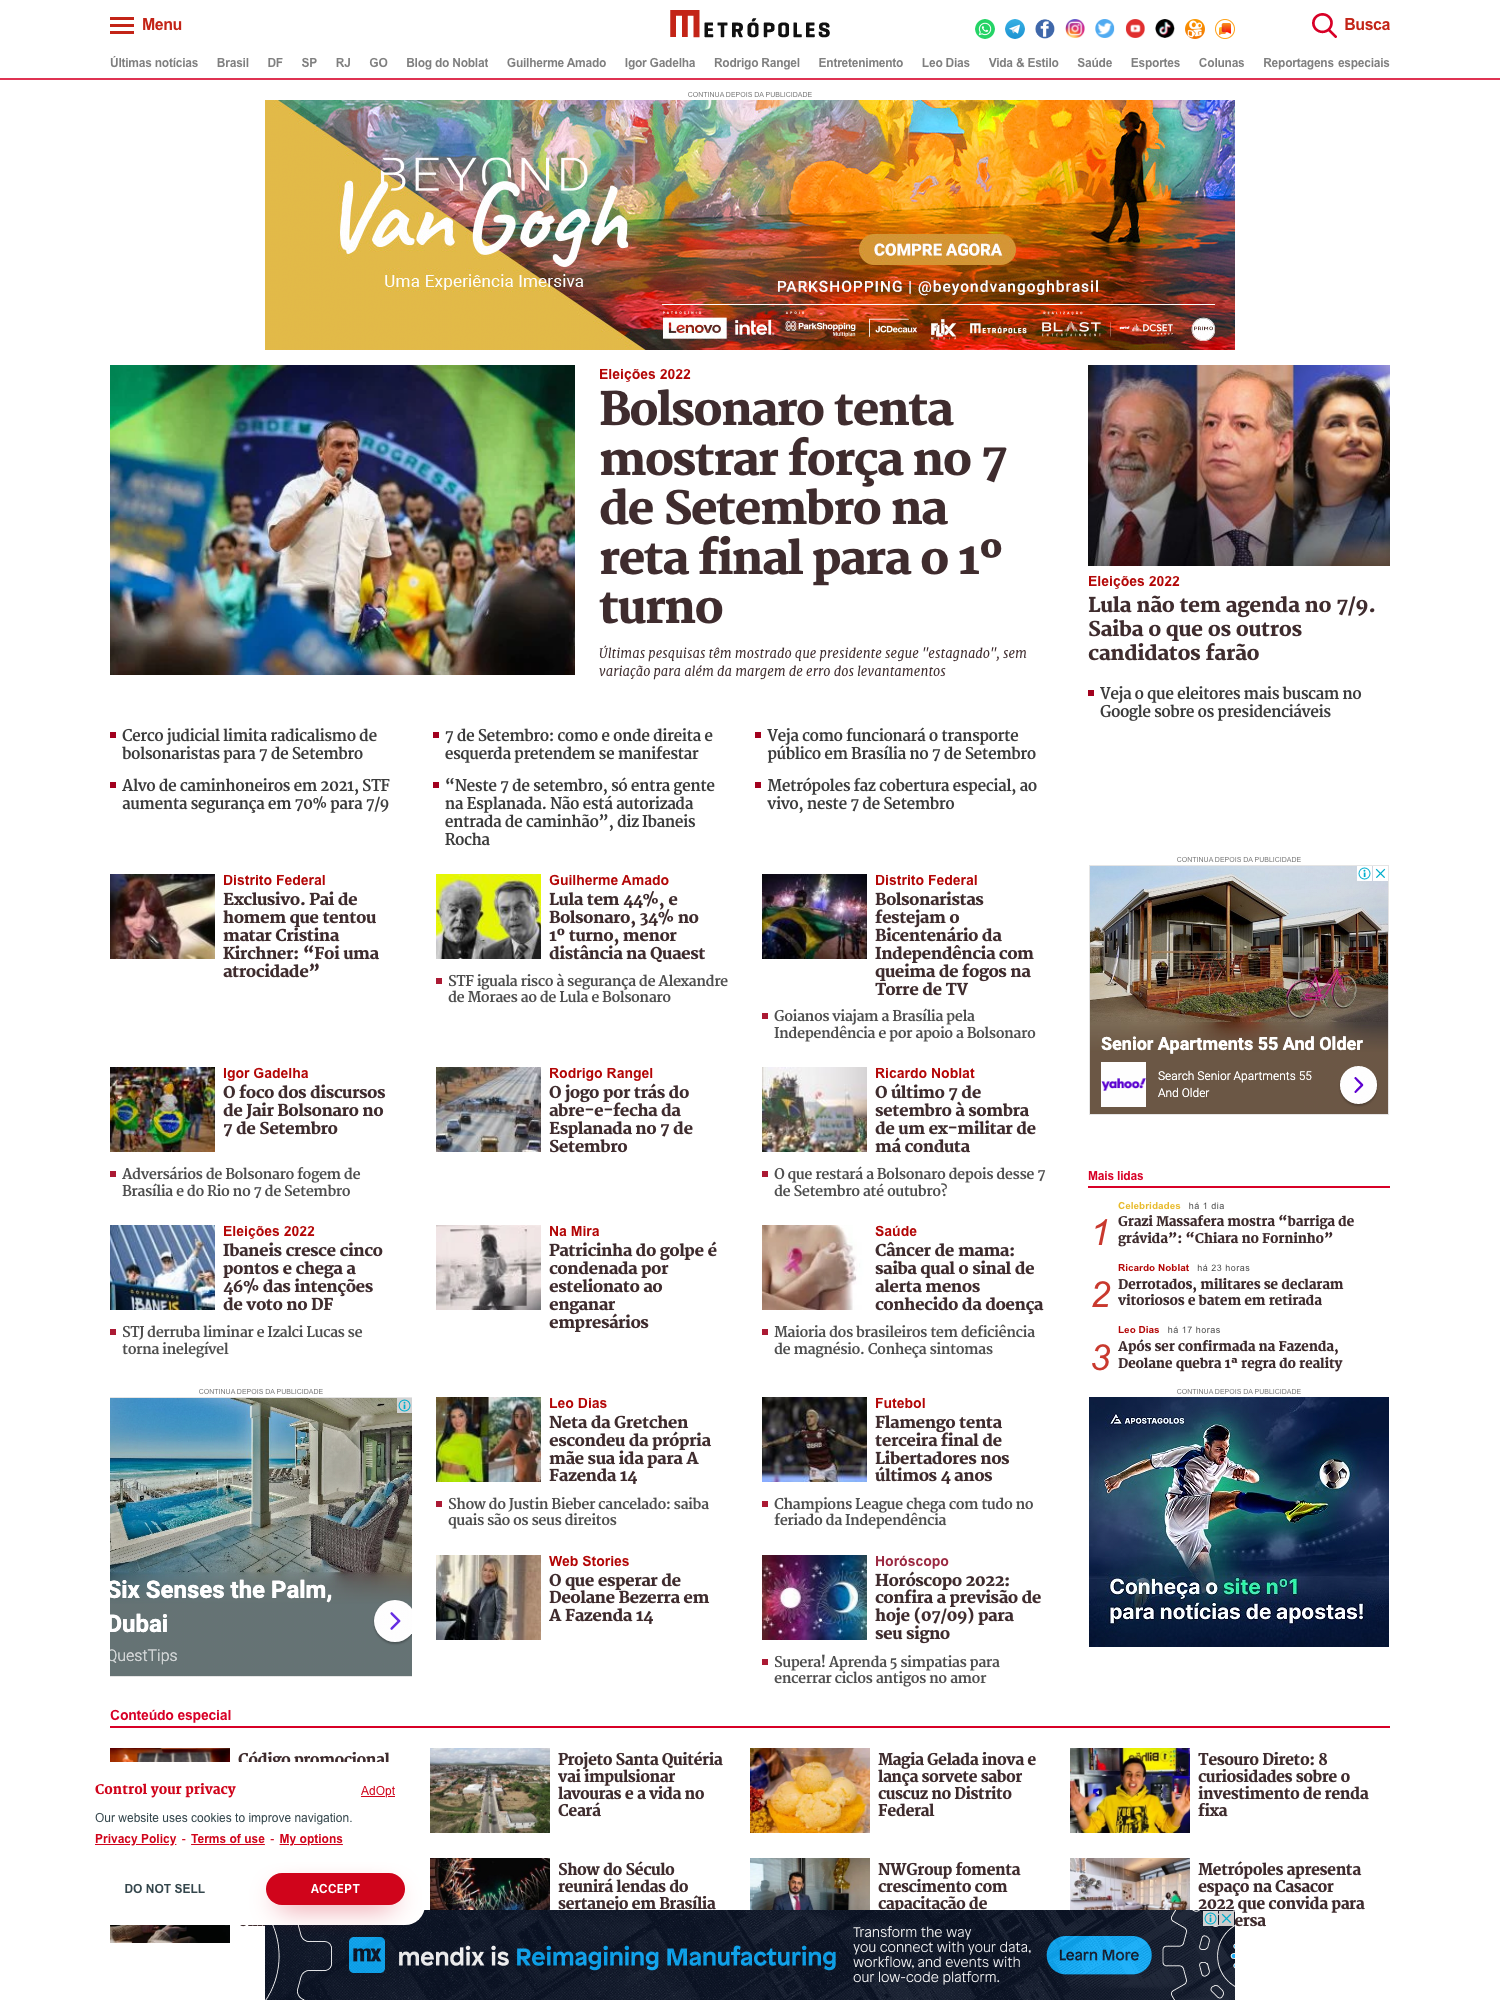 Menu
METRÓPOLES
Busca
Últimas notícias Brasil DF SP RJ GO Blog do Noblat Guilherme Amado Igor Gadelha Rodrigo Rangel Entretenimento Leo Dias Vida & Estilo Saúde Esportes Colunas Reportagens especiais
CONTINUA DEPOIS DA PUBLICIDADE
BEYOND
Van Gogh
Uma Experiência Imersiva
COMPRE AGORA
PARKSHOPPING | @beyondvangoghbrasil
Lenovo intel. ParkShopping JCDecaux FLIX METRÓPOLES BLAST DCSET PRIMO
Eleições 2022
Bolsonaro tenta
mostrar força no 7
de Setembro na
reta final para o 1º
turno
Últimas pesquisas têm mostrado que presidente segue "estagnado", sem
variação para além da margem de erro dos levantamentos
Eleições 2022
Lula não tem agenda no 7/9.
Saiba o que os outros
candidatos farão
Veja o que eleitores mais buscam no
Google sobre os presidenciáveis
Cerco judicial limita radicalismo de
bolsonaristas para 7 de Setembro
Alvo de caminhoneiros em 2021, STF
aumenta segurança em 70% para 7/9
7 de Setembro: como e onde direita e
esquerda pretendem se manifestar
“Neste 7 de setembro, só entra gente
na Esplanada. Não está autorizada
entrada de caminhão”, diz Ibaneis
Rocha
Veja como funcionará o transporte
público em Brasília no 7 de Setembro
Metrópoles faz cobertura especial, ao
vivo, neste 7 de Setembro
Distrito Federal
Exclusivo. Pai de
homem que tentou
matar Cristina
Kirchner: “Foi uma
atrocidade”
Guilherme Amado
Lula tem 44%, e
Bolsonaro, 34% no
1º turno, menor
distância na Quaest
STF iguala risco à segurança de Alexandre
de Moraes ao de Lula e Bolsonaro
Distrito Federal
Bolsonaristas
festejam o
Bicentenário da
Independência com
queima de fogos na
Torre de TV
Goianos viajam a Brasília pela
Independência e por apoio a Bolsonaro
CONTINUA DEPOIS DA PUBLICIDADE
Senior Apartments 55 And Older
yahoo!
Search Senior Apartments 55
And Older
Igor Gadelha
O foco dos discursos
de Jair Bolsonaro no
7 de Setembro
Adversários de Bolsonaro fogem de
Brasília e do Rio no 7 de Setembro
Rodrigo Rangel
O jogo por trás do
abre-e-fecha da
Esplanada no 7 de
Setembro
Ricardo Noblat
O último 7 de
setembro à sombra
de um ex-militar de
má conduta
O que restará a Bolsonaro depois desse 7
de Setembro até outubro?
Mais lidas
Celebridades há 1 dia
1 Grazi Massafera mostra “barriga de
grávida”: “Chiara no Forninho”
Ricardo Noblat há 23 horas
2 Derrotados, militares se declaram
vitoriosos e batem em retirada
Leo Dias há 17 horas
3 Após ser confirmada na Fazenda,
Deolane quebra 1ª regra do reality
Eleições 2022
Ibaneis cresce cinco
pontos e chega a
46% das intenções
de voto no DF
STJ derruba liminar e Izalci Lucas se
torna inelegível
Na Mira
Patricinha do golpe é
condenada por
estelionato ao
enganar
empresários
Saúde
Câncer de mama:
saiba qual o sinal de
alerta menos
conhecido da doença
Maioria dos brasileiros tem deficiência
de magnésio. Conheça sintomas
CONTINUA DEPOIS DA PUBLICIDADE
Six Senses the Palm,
Dubai
QuestTips
Leo Dias
Neta da Gretchen
escondeu da própria
mãe sua ida para A
Fazenda 14
Show do Justin Bieber cancelado: saiba
quais são os seus direitos
Futebol
Flamengo tenta
terceira final de
Libertadores nos
últimos 4 anos
Champions League chega com tudo no
feriado da Independência
CONTINUA DEPOIS DA PUBLICIDADE
APOSTAGOLOS
Conheça o site nº1
para notícias de apostas!
Web Stories
O que esperar de
Deolane Bezerra em
A Fazenda 14
Horóscopo
Horóscopo 2022:
confira a previsão de
hoje (07/09) para
seu signo
Supera! Aprenda 5 simpatias para
encerrar ciclos antigos no amor
Conteúdo especial
Código promocional
Projeto Santa Quitéria
vai impulsionar
lavouras e a vida no
Ceará
Magia Gelada inova e
lança sorvete sabor
cuscuz no Distrito
Federal
Tesouro Direto: 8
curiosidades sobre o
investimento de renda
fixa
Control your privacy
AdOpt
Our website uses cookies to improve navigation.
Privacy Policy - Terms of use - My options
DO NOT SELL
ACCEPT
Show do Século
reunirá lendas do
sertanejo em Brasília
NWGroup fomenta
crescimento com
capacitação de
Metrópoles apresenta
espaço na Casacor
2022 que convida para
ersa
mx mendix is Reimagining Manufacturing
Transform the way
you connect with your data,
workflow, and events with
our low-code platform.
Learn More